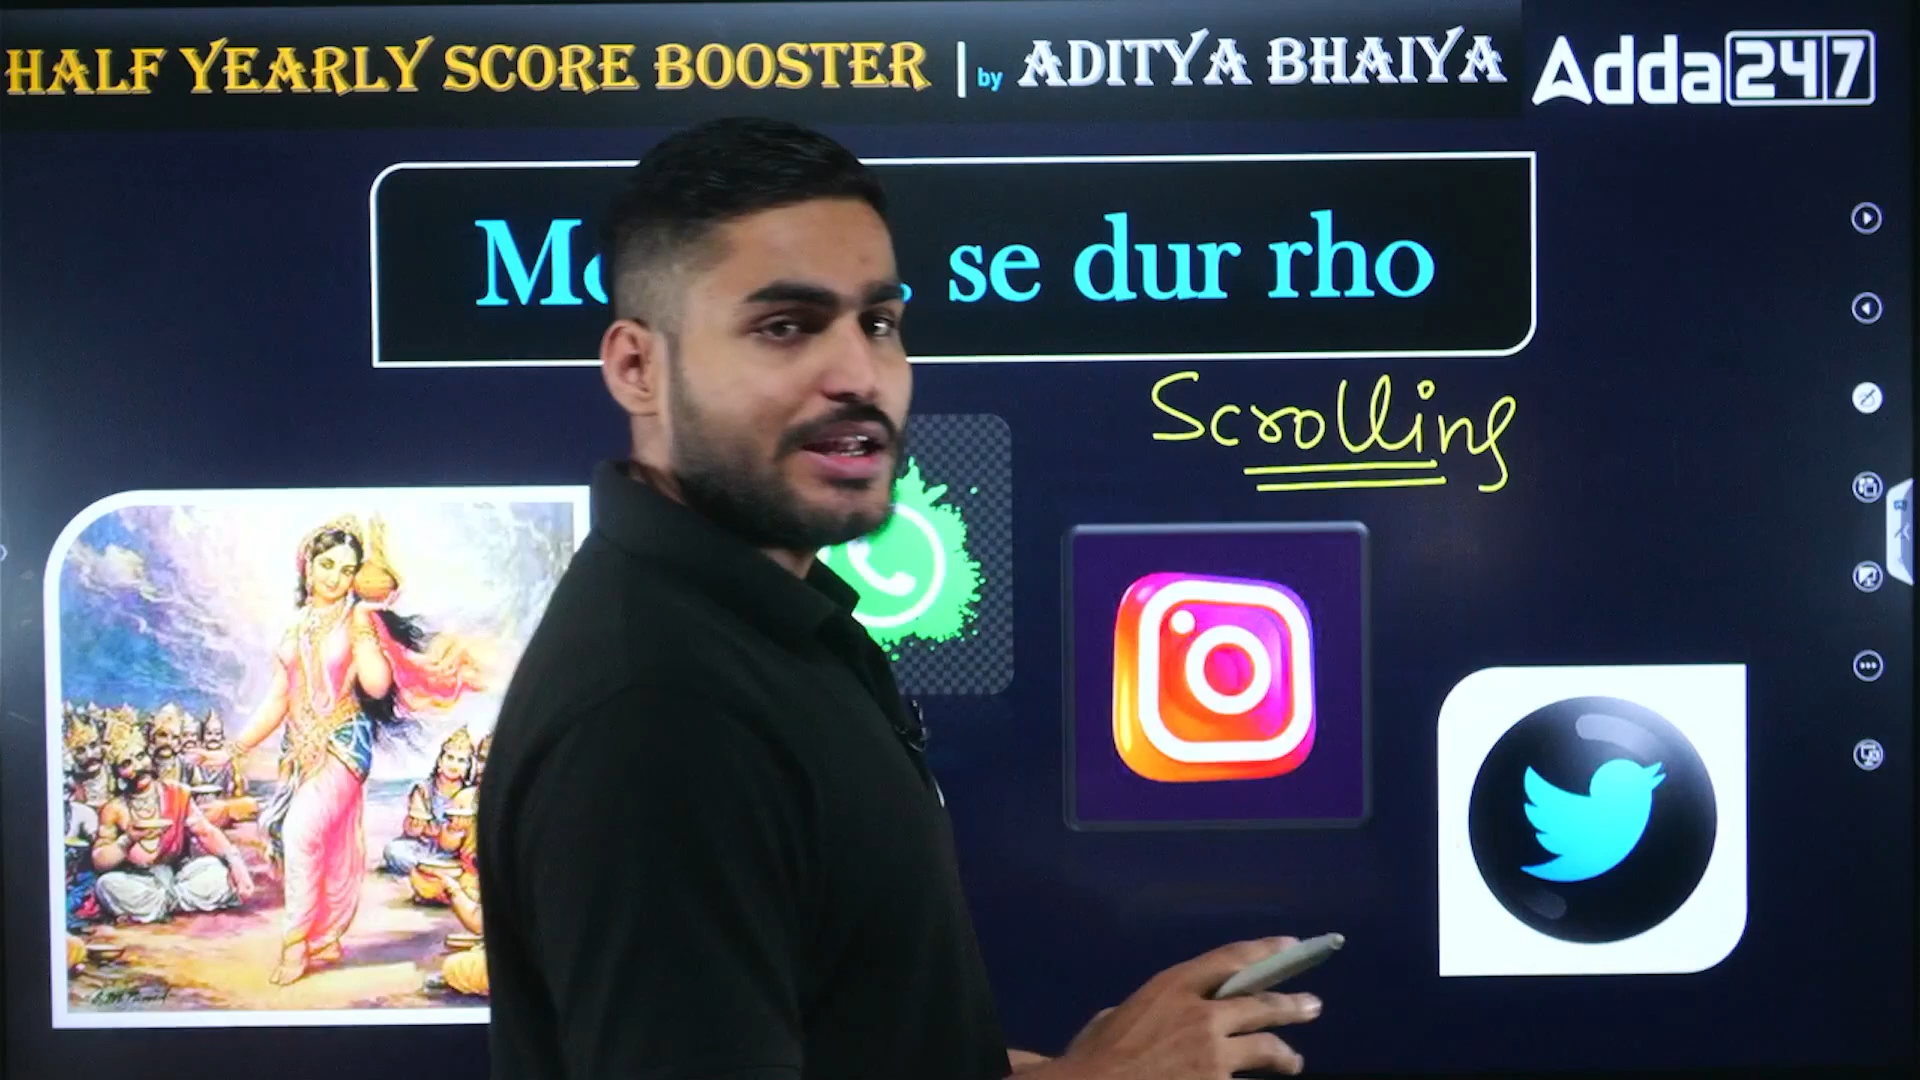 HALF YEARLY SCORE BOOSTER | by ADITYA BHAIYA Adda247
se dur rho
Scrolling